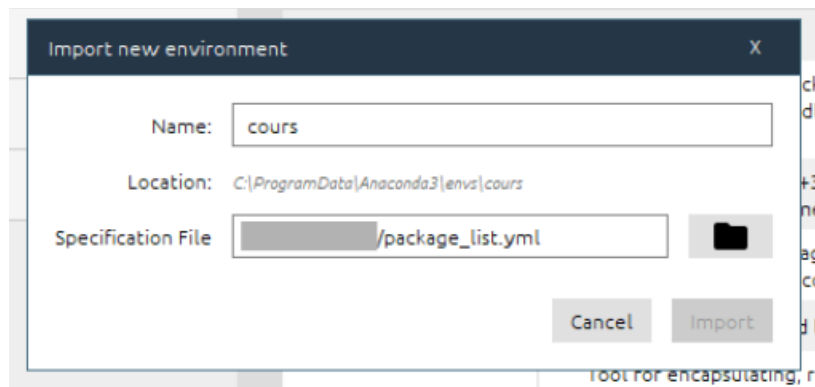 Import new environment X
Name: cours
Location: C:\ProgramData\Anaconda3\envs\cours
Specification File /package_list.yml
Cancel Import
Tool for encapsulating, r